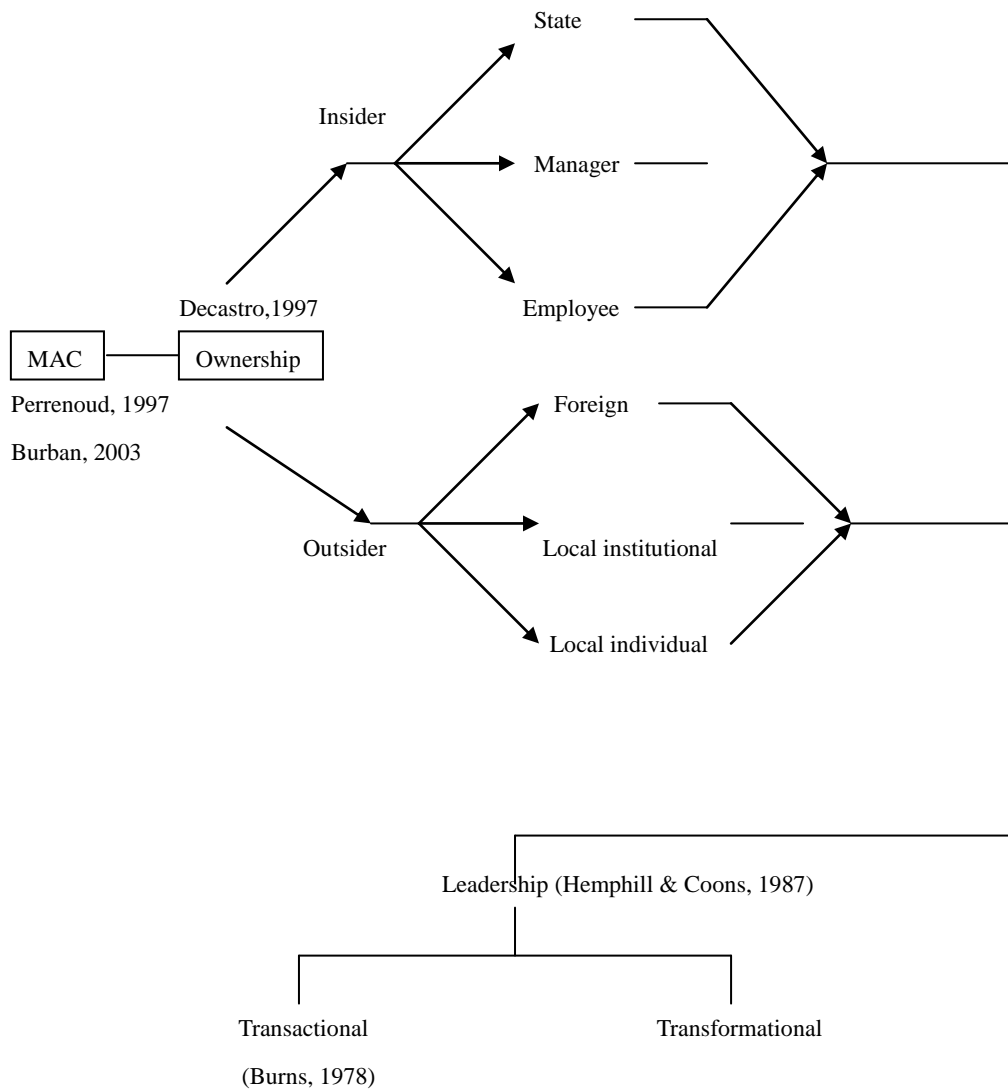 State
Insider
Manager
Decastro,1997
Employee
MAC
Ownership
Perrenoud, 1997
Foreign
Burban, 2003
Outsider
Local institutional
Local individual
Leadership (Hemphill & Coons, 1987)
Transactional
Transformational
(Burns, 1978)